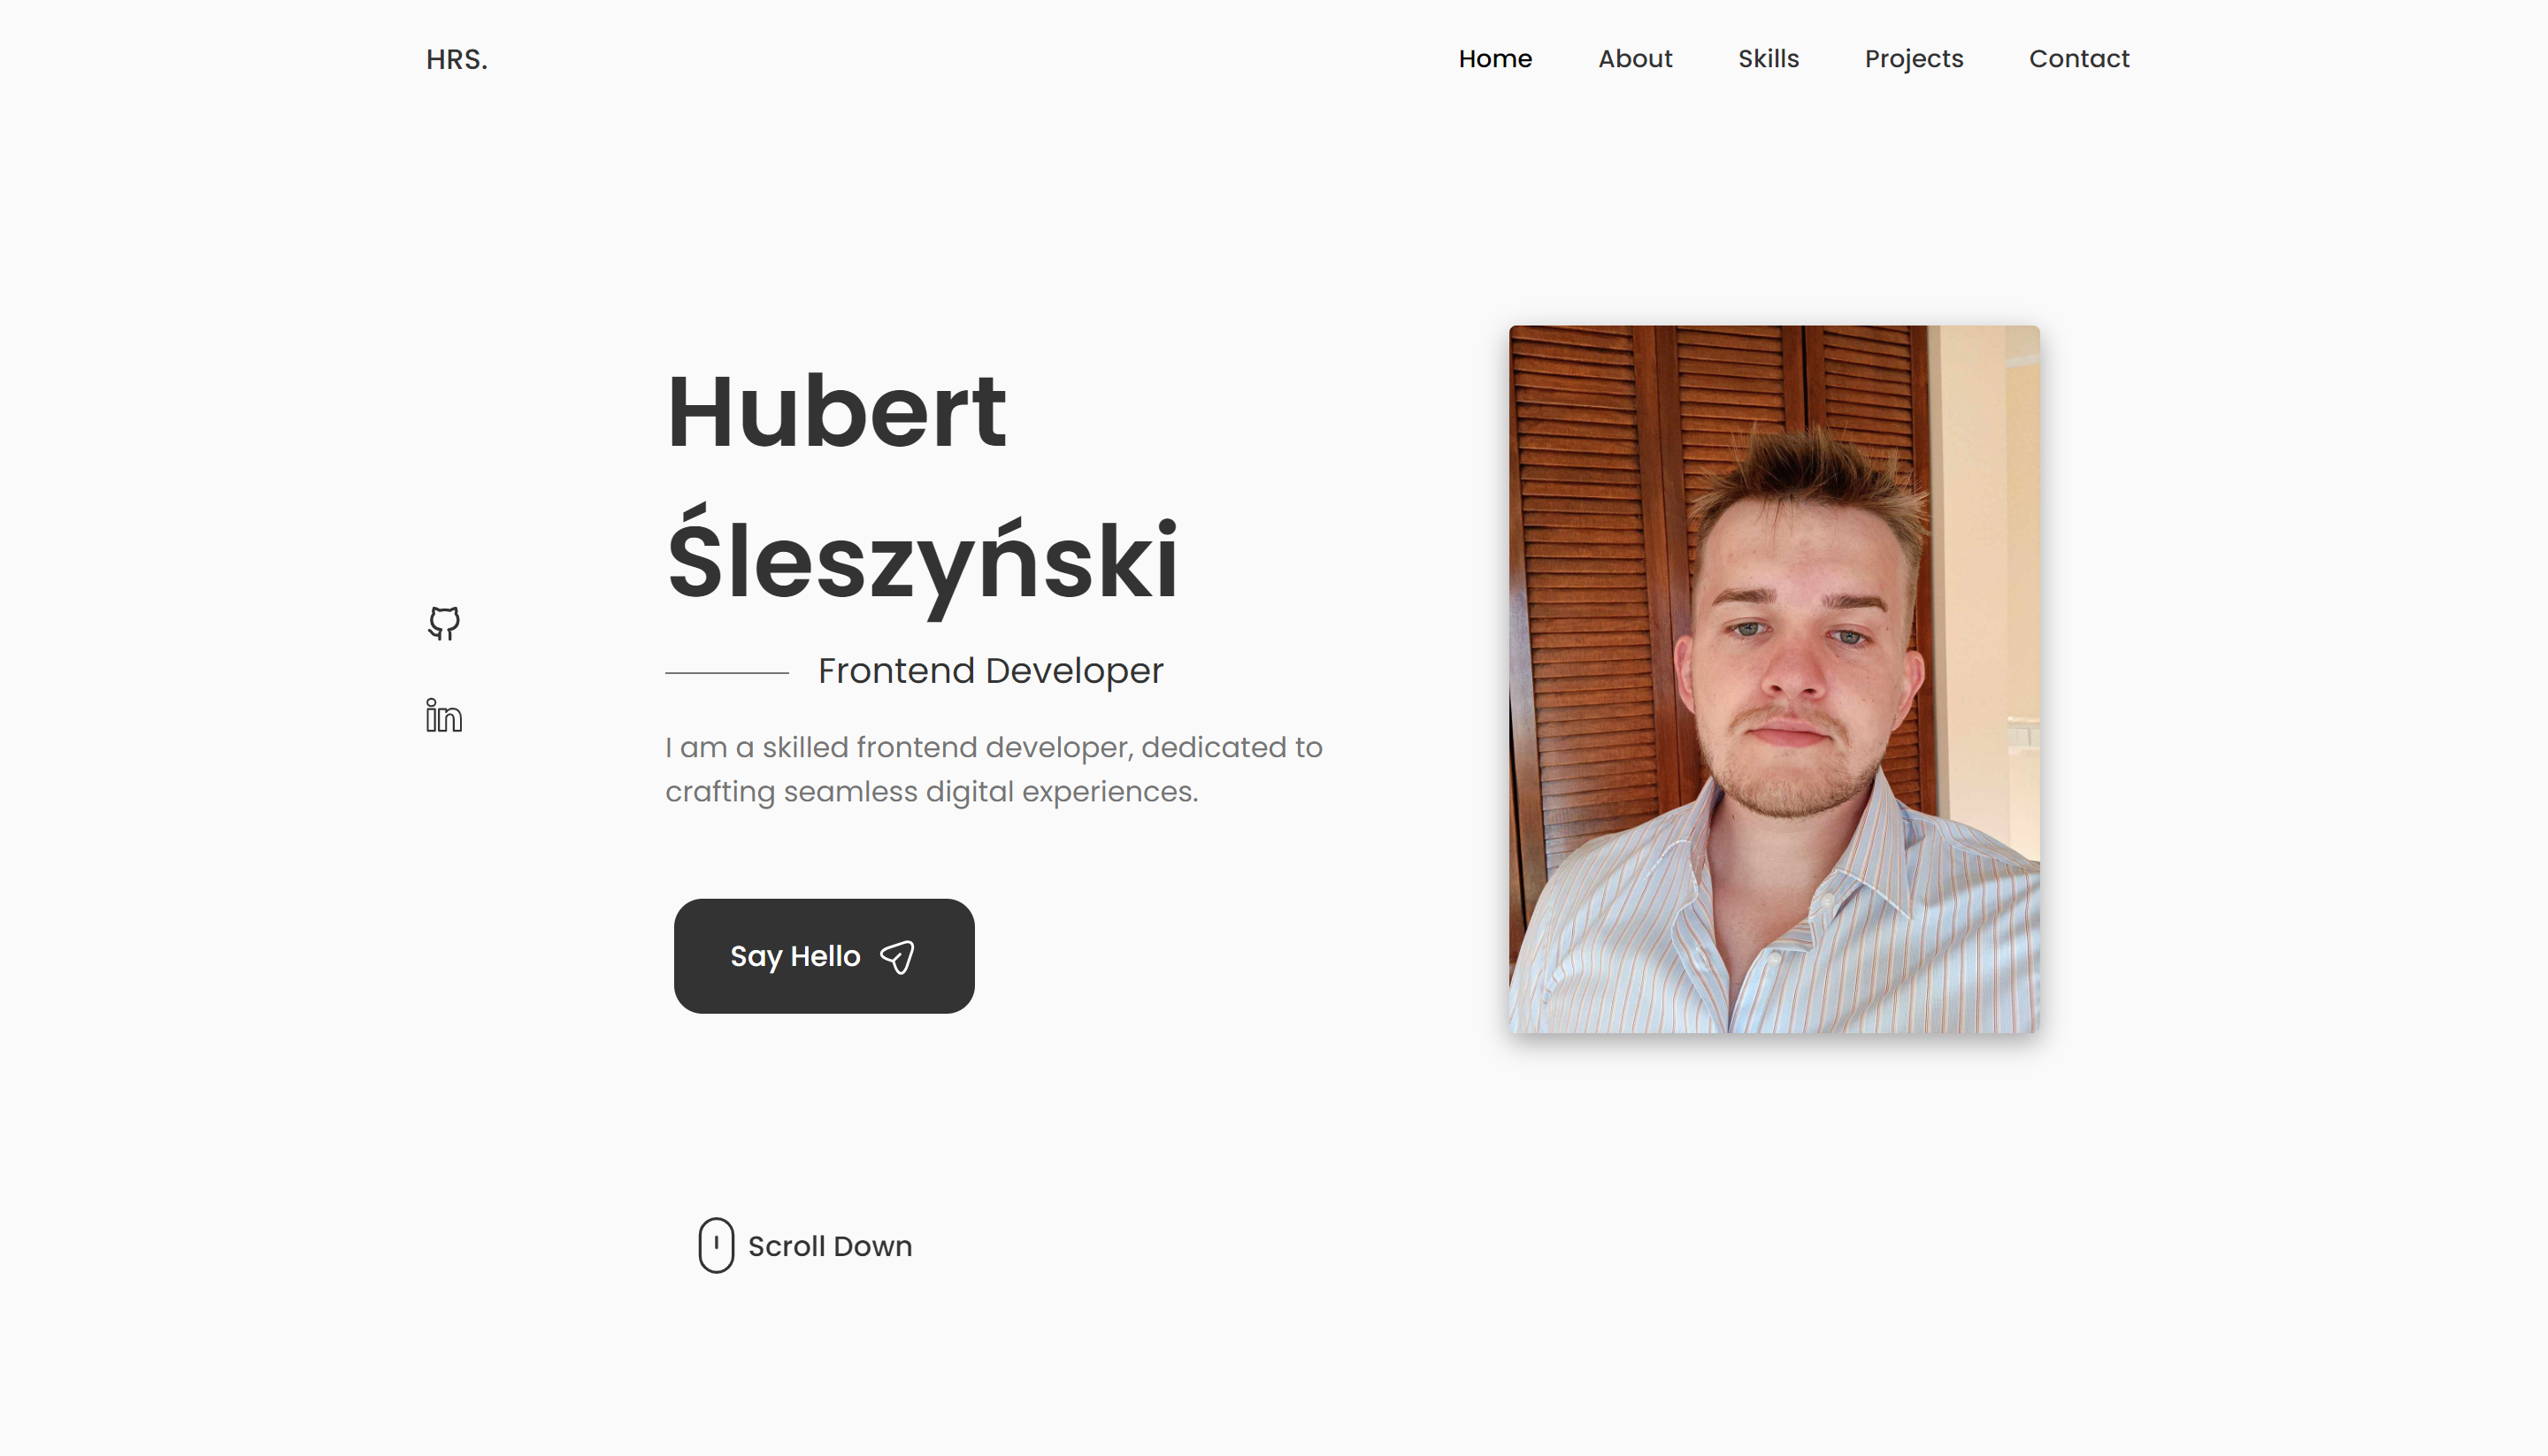 HRS.
Home About Skills Projects Contact
Hubert
Śleszyński
Frontend Developer
I am a skilled frontend developer, dedicated to
crafting seamless digital experiences.
in
Say Hello
Scroll Down